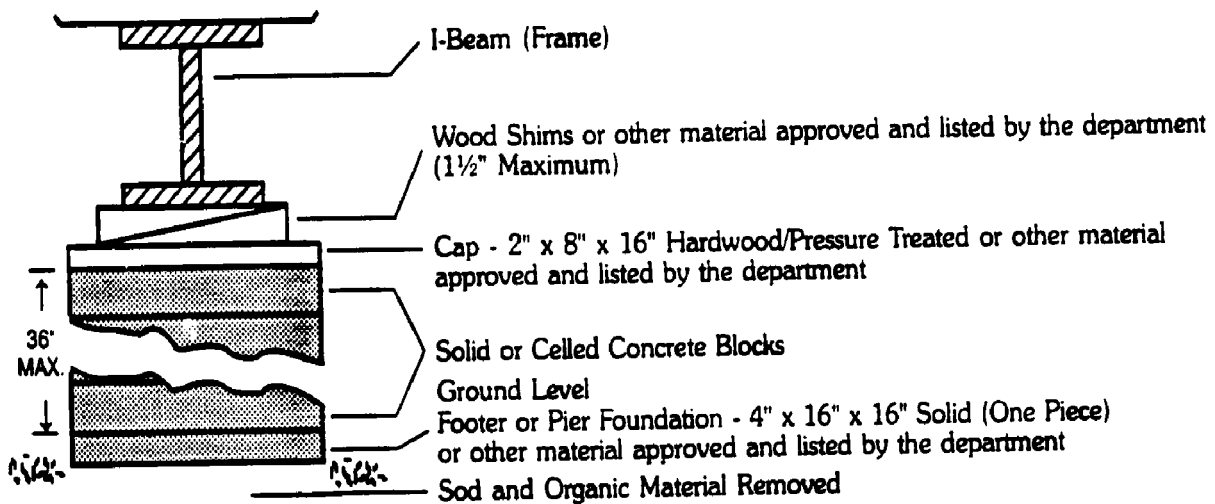 I-Beam (Frame)
Wood Shims or other material approved and listed by the department
(1½" Maximum)
Cap - 2" x 8" x 16" Hardwood/Pressure Treated or other material
approved and listed by the department
36"
MAX.
Solid or Celled Concrete Blocks
Ground Level
Footer or Pier Foundation - 4" x 16" x 16" Solid (One Piece)
or other material approved and listed by the department
Sod and Organic Material Removed